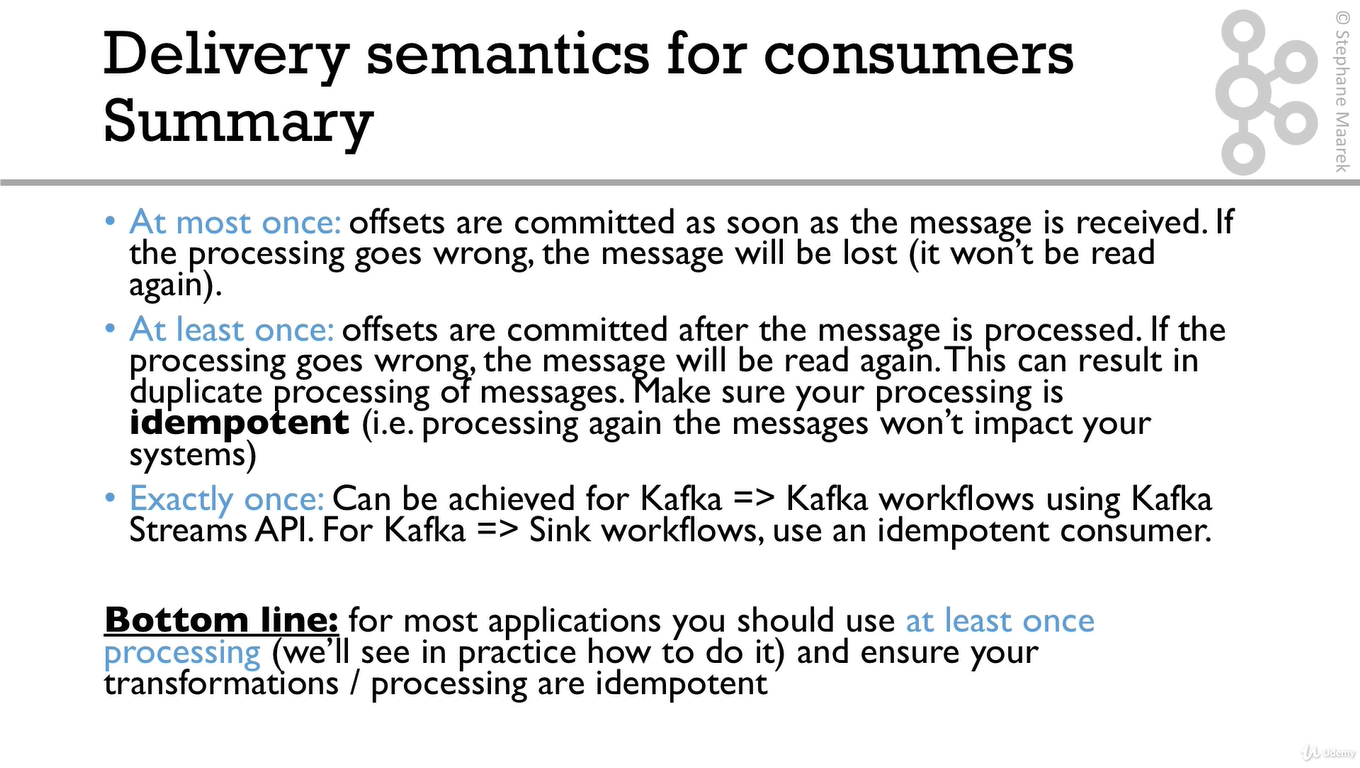 Delivery semantics for consumers
Summary
© Stephane Maarek
• At most once: offsets are committed as soon as the message is received. If
the processing goes wrong, the message will be lost (it won’t be read
again).
• At least once: offsets are committed after the message is processed. If the
processing goes wrong, the message will be read again. This can result in
duplicate processing of messages. Make sure your processing is
idempotent (i.e. processing again the messages won’t impact your
systems)
• Exactly once: Can be achieved for Kafka => Kafka workflows using Kafka
Streams API. For Kafka => Sink workflows, use an idempotent consumer.
Bottom line: for most applications you should use at least once
processing (we’ll see in practice how to do it) and ensure your
transformations / processing are idempotent
Udemy